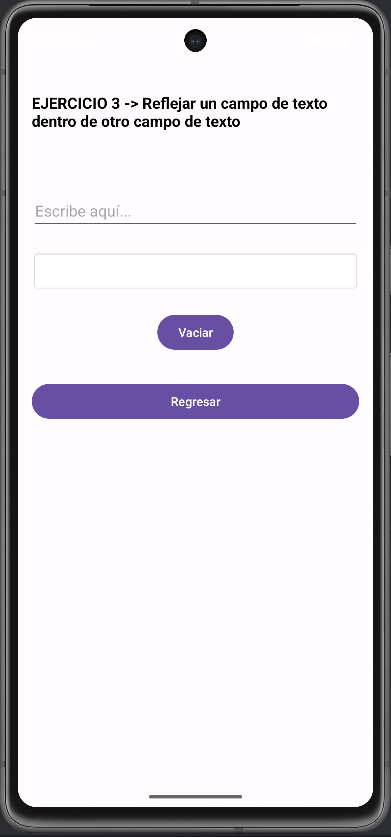 EJERCICIO 3 -> Reflejar un campo de texto
dentro de otro campo de texto
Escribe aquí...
Vaciar
Regresar